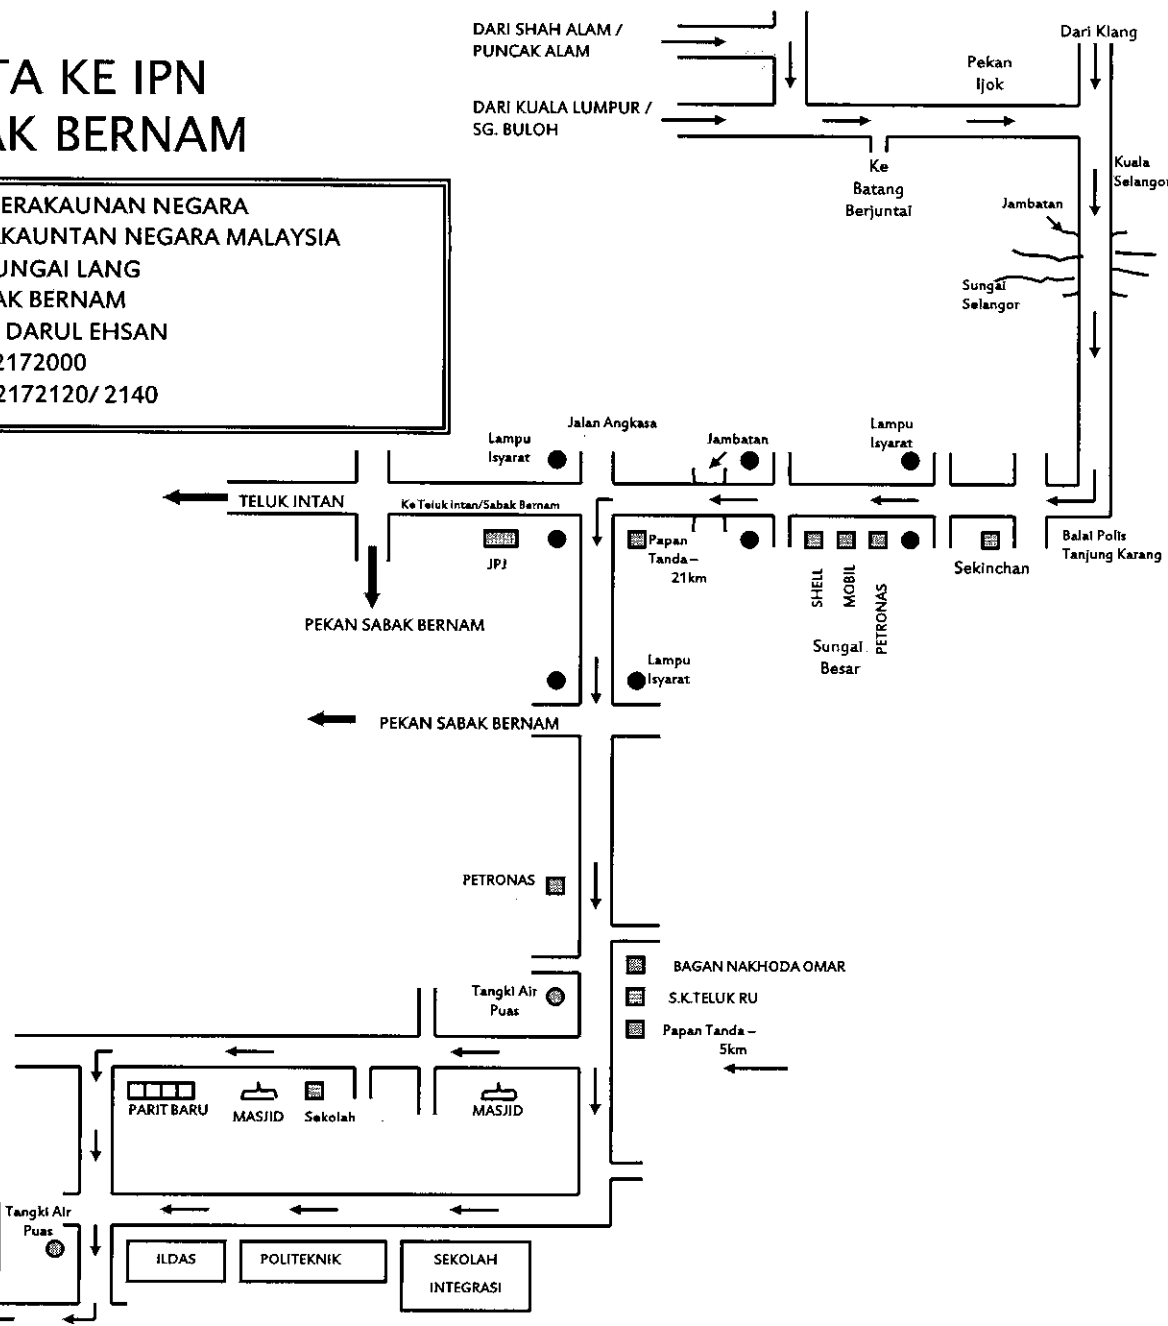 TA KE IPN
AK BERNAM
ERAKAUNAN NEGARA
KAUNTAN NEGARA MALAYSIA
UNGAI LANG
AK BERNAM
DARUL EHSAN
2172000
2172120/ 2140
DARI SHAH ALAM /
PUNCAK ALAM
DARI KUALA LUMPUR /
SG. BULOH
Dari Klang
Pekan
Ijok
Ke
Batang
Berjuntai
Kuala
Selangor
Jambatan
Sungai
Selangor
Lampu
Isyarat
Jalan Angkasa
Jambatan
Lampu
Isyarat
TELUK INTAN
Ke Teluk intan/Sabak Bernam
JPJ
Papan
Tanda –
21km
SHELL
MOBIL
PETRONAS
Sungai
Besar
Sekinchan
Balai Polis
Tanjung Karang
PEKAN SABAK BERNAM
Lampu
Isyarat
PEKAN SABAK BERNAM
PETRONAS
BAGAN NAKHODA OMAR
S.K.TELUK RU
Papan Tanda –
5km
Tangki Air
Puas
PARIT BARU
MASJID
Sekolah
MASJID
Tangki Air
Puas
ILDAS
POLITEKNIK
SEKOLAH
INTEGRASI